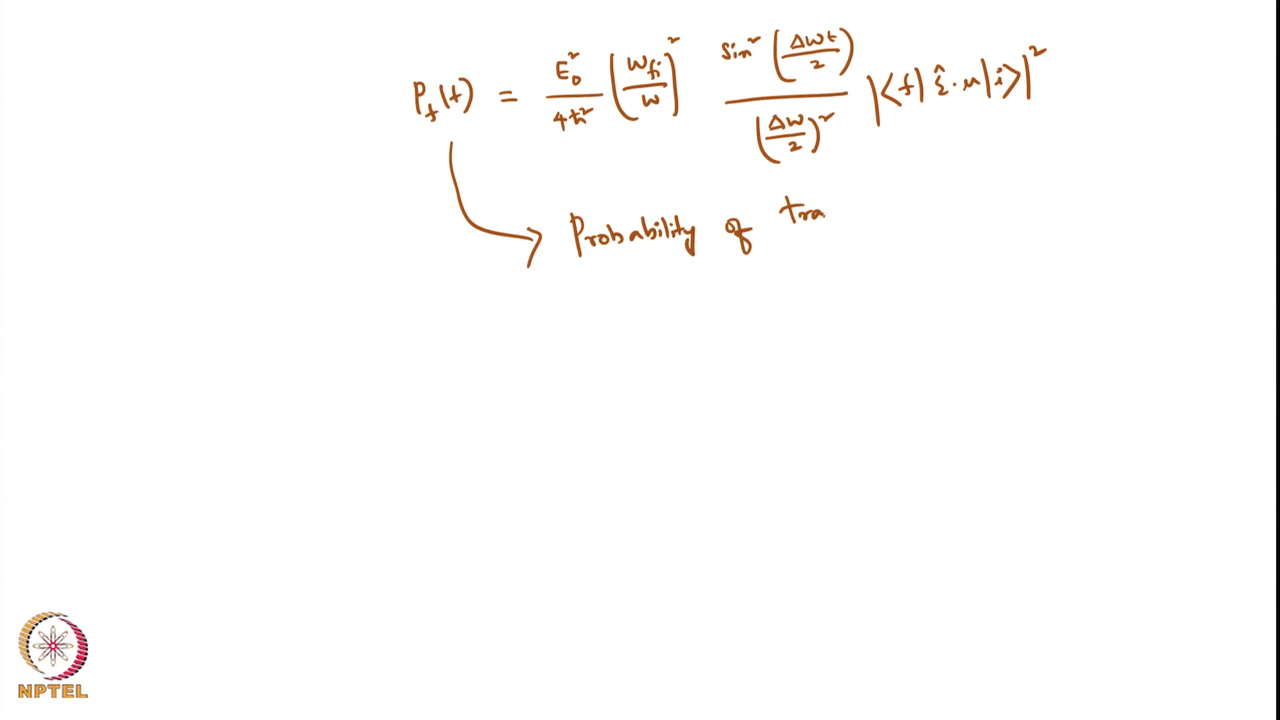 P_f(t) = E_0^2 / 4ħ^2 (ω_fi / ω)^2 sin^2(Δωt / 2) / (Δω / 2)^2 |<f| ε̂·μ |i>|^2
Probability of tra
NPTEL